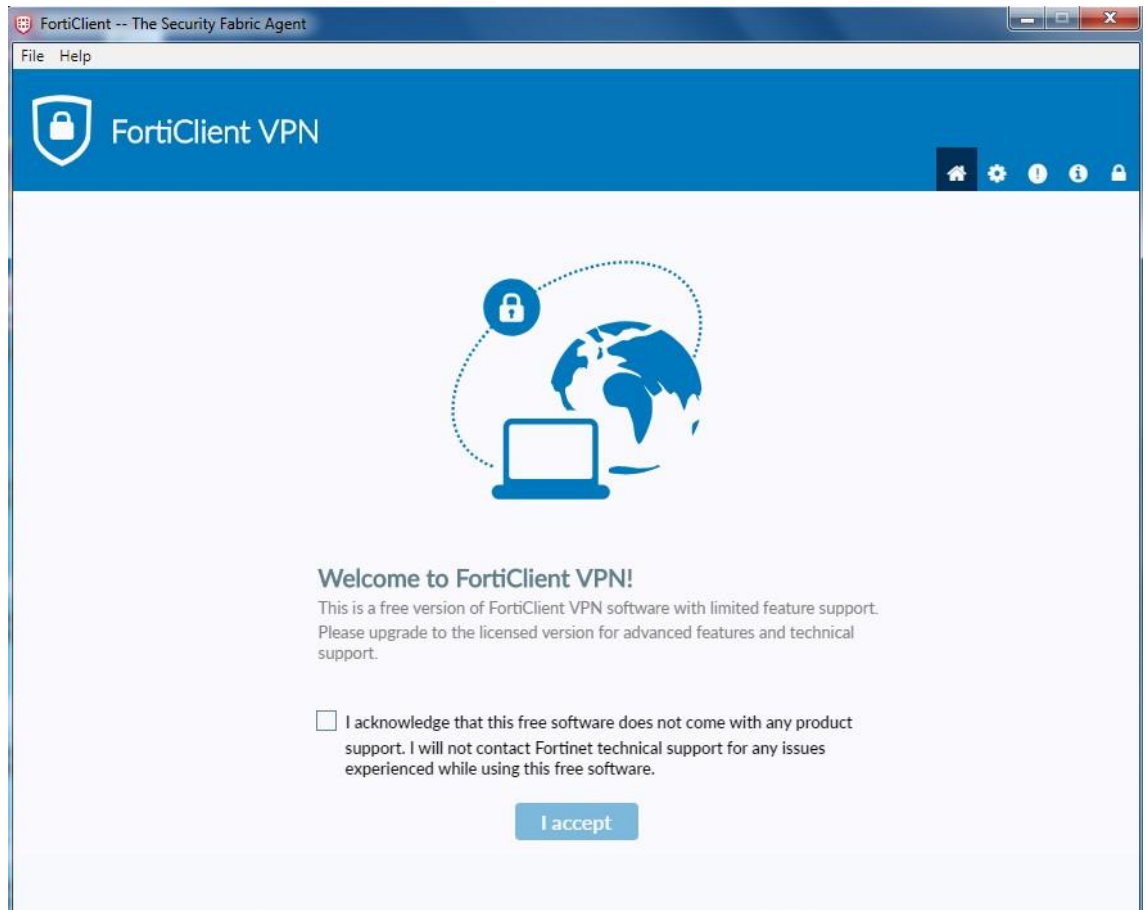 FortiClient -- The Security Fabric Agent
File Help
FortiClient VPN
Welcome to FortiClient VPN!
This is a free version of FortiClient VPN software with limited feature support.
Please upgrade to the licensed version for advanced features and technical
support.
I acknowledge that this free software does not come with any product
support. I will not contact Fortinet technical support for any issues
experienced while using this free software.
I accept